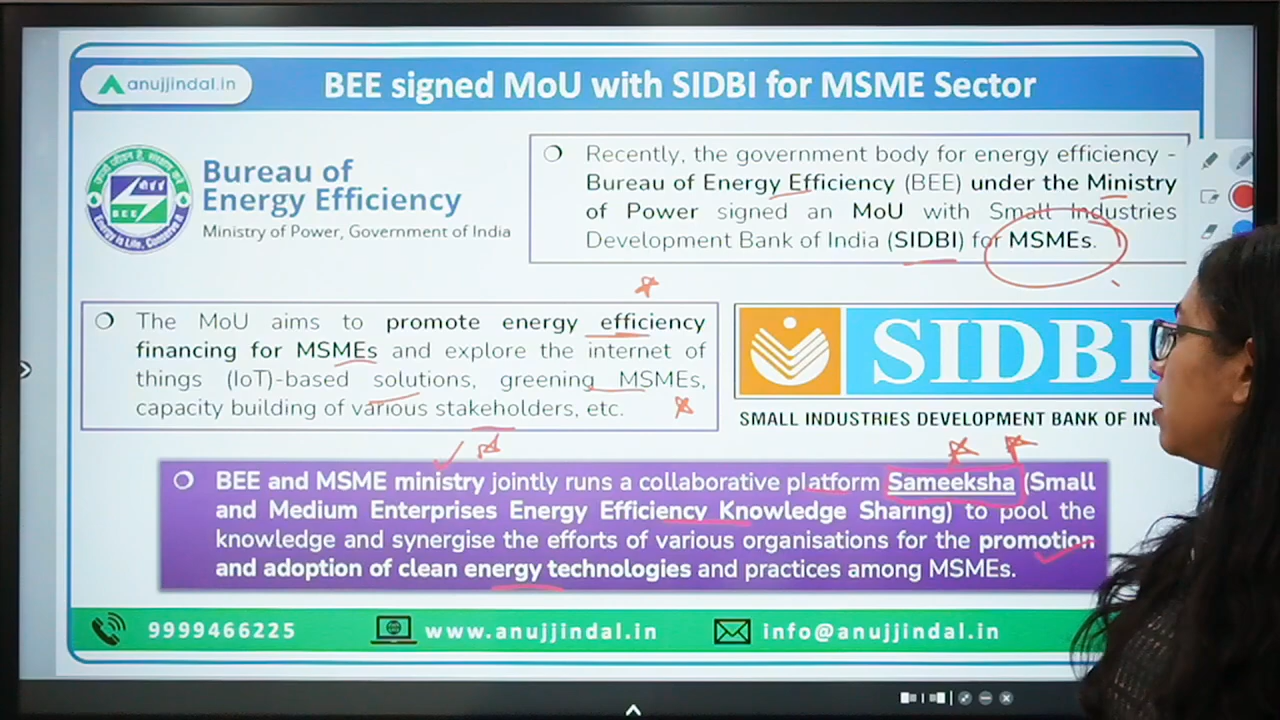 anujjindal.in
BEE signed MoU with SIDBI for MSME Sector
BEE
Bureau of
Energy Efficiency
Ministry of Power, Government of India
Recently, the government body for energy efficiency -
Bureau of Energy Efficiency (BEE) under the Ministry
of Power signed an MoU with Small Industries
Development Bank of India (SIDBI) for MSMEs.
The MoU aims to promote energy efficiency
financing for MSMEs and explore the internet of
things (IoT)-based solutions, greening MSMEs,
capacity building of various stakeholders, etc.
SIDBI
SMALL INDUSTRIES DEVELOPMENT BANK OF
BEE and MSME ministry jointly runs a collaborative platform Sameeksha (Small
and Medium Enterprises Energy Efficiency Knowledge Sharing) to pool the
knowledge and synergise the efforts of various organisations for the promotion
and adoption of clean energy technologies and practices among MSMEs.
9999466225
www.anujjindal.in
info@anujjindal.in